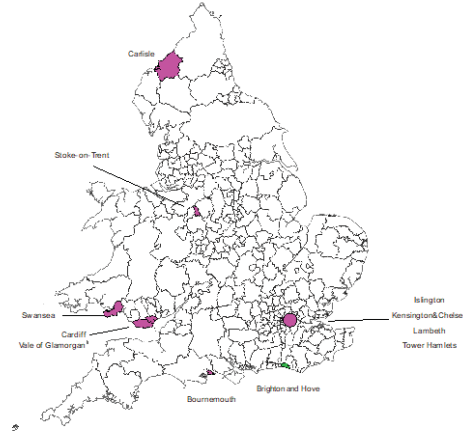 Carlisle
Stoke-on-Trent
Islington
Swansea
Kensington&Chelse
Cardiff
Lambeth
Vale of Glamorgan*
Tower Hamlets
Brighton and Hove
Bournemouth